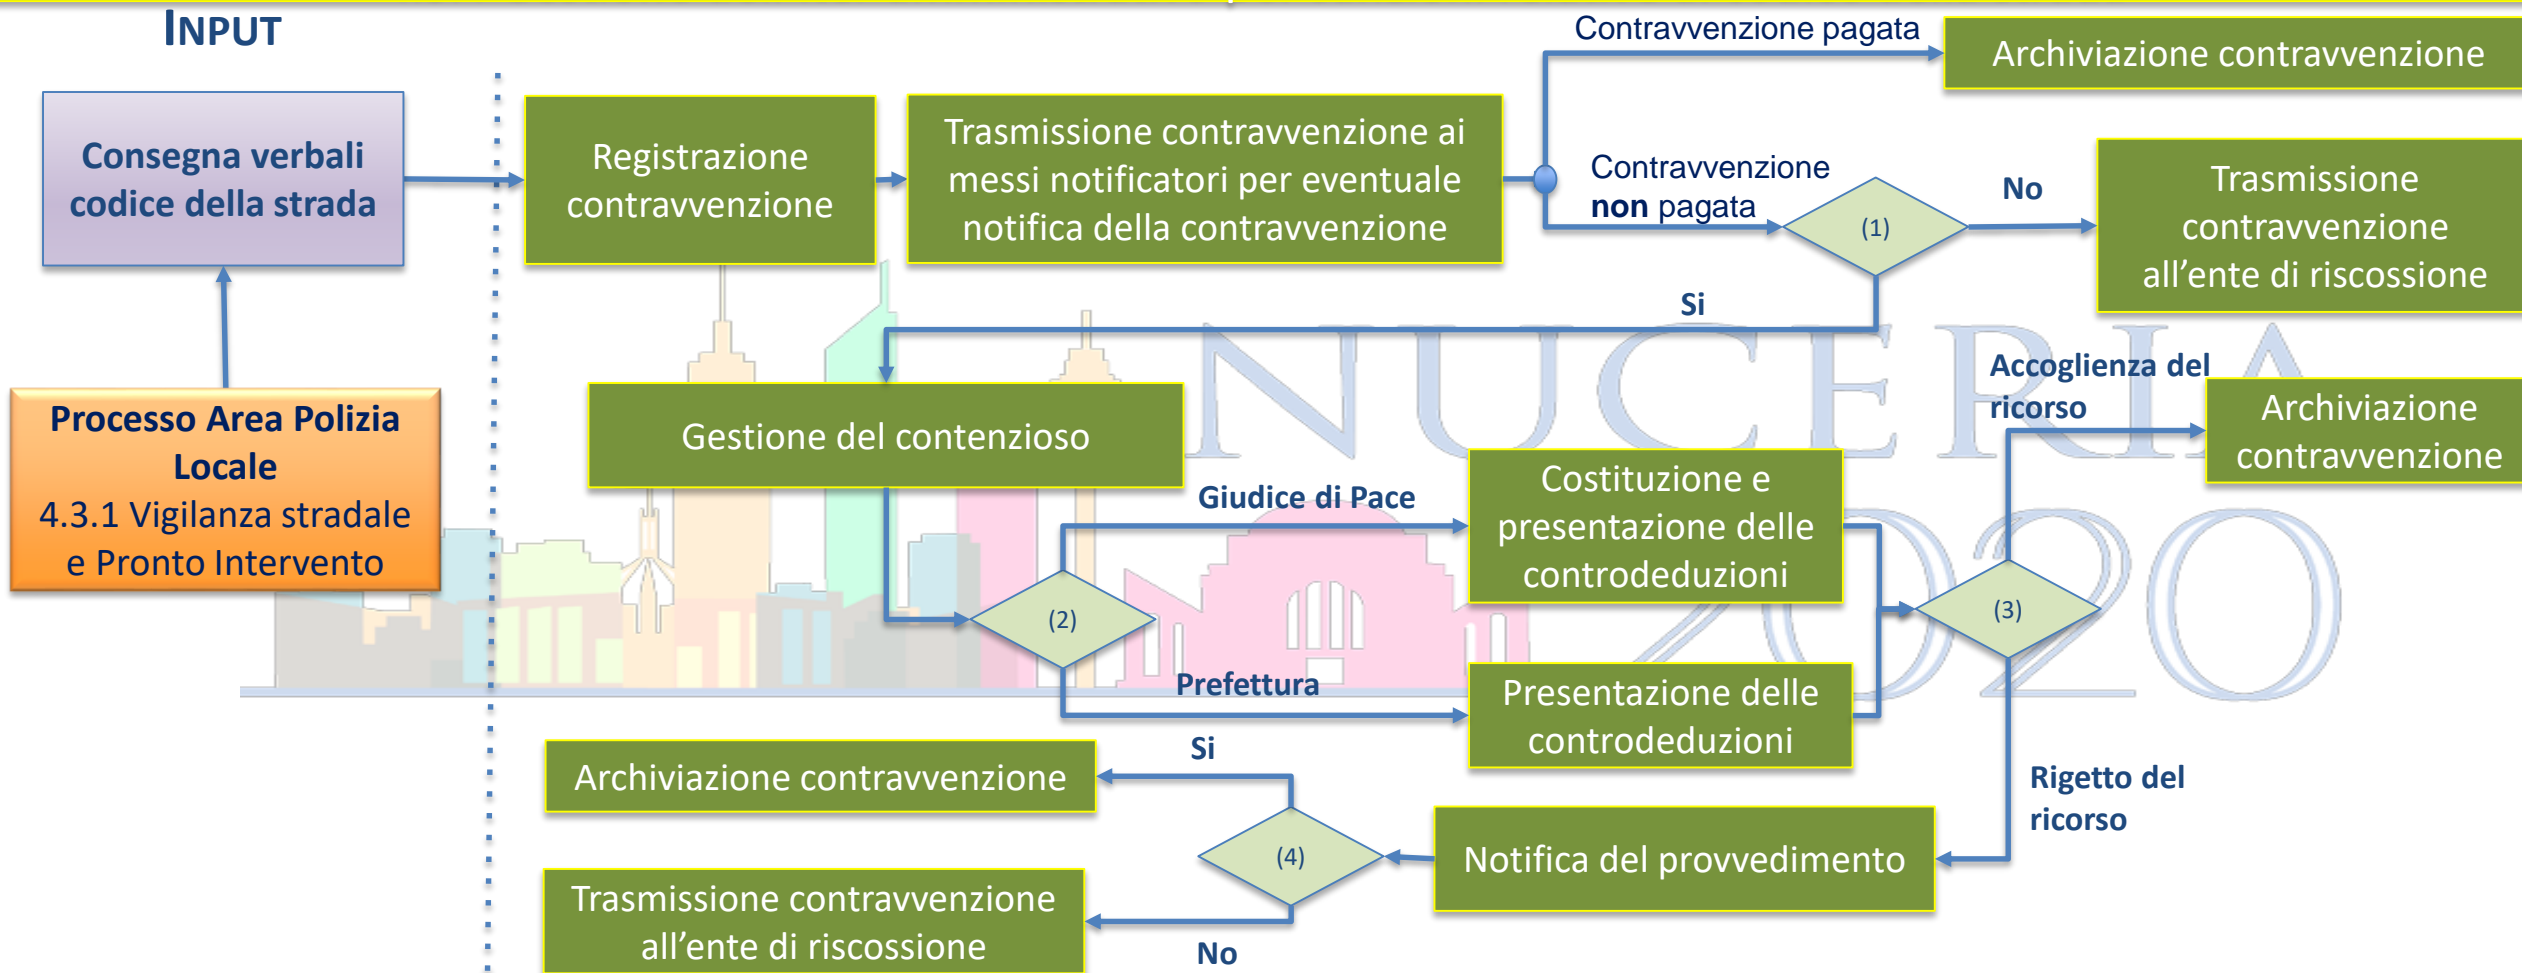 INPUT
Contravvenzione pagata
Archiviazione contravvenzione
Consegna verbali
codice della strada
Registrazione
contravvenzione
Trasmissione contravvenzione ai
messi notificatori per eventuale
notifica della contravvenzione
Contravvenzione
non pagata
(1)
No
Trasmissione
contravvenzione
all'ente di riscossione
Si
NUCERIA
2020
Processo Area Polizia
Locale
4.3.1 Vigilanza stradale
e Pronto Intervento
Gestione del contenzioso
Accoglienza del
ricorso
Archiviazione
contravvenzione
Giudice di Pace
Costituzione e
presentazione delle
controdeduzioni
(2)
(3)
Prefettura
Presentazione delle
controdeduzioni
Si
Archiviazione contravvenzione
Rigetto del
ricorso
(4)
Notifica del provvedimento
Trasmissione contravvenzione
all'ente di riscossione
No